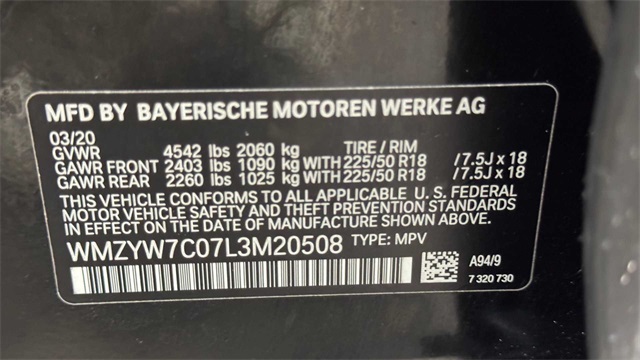 MFD BY BAYERISCHE MOTOREN WERKE AG
03/20
GVWR 4542 lbs 2060 kg TIRE / RIM
GAWR FRONT 2403 lbs 1090 kg WITH 225/50 R18 /7.5J x 18
GAWR REAR 2260 lbs 1025 kg WITH 225/50 R18 /7.5J x 18
THIS VEHICLE CONFORMS TO ALL APPLICABLE U. S. FEDERAL
MOTOR VEHICLE SAFETY AND THEFT PREVENTION STANDARDS
IN EFFECT ON THE DATE OF MANUFACTURE SHOWN ABOVE.
WMZYW7C07L3M20508 TYPE: MPV
A94/9
7 320 730